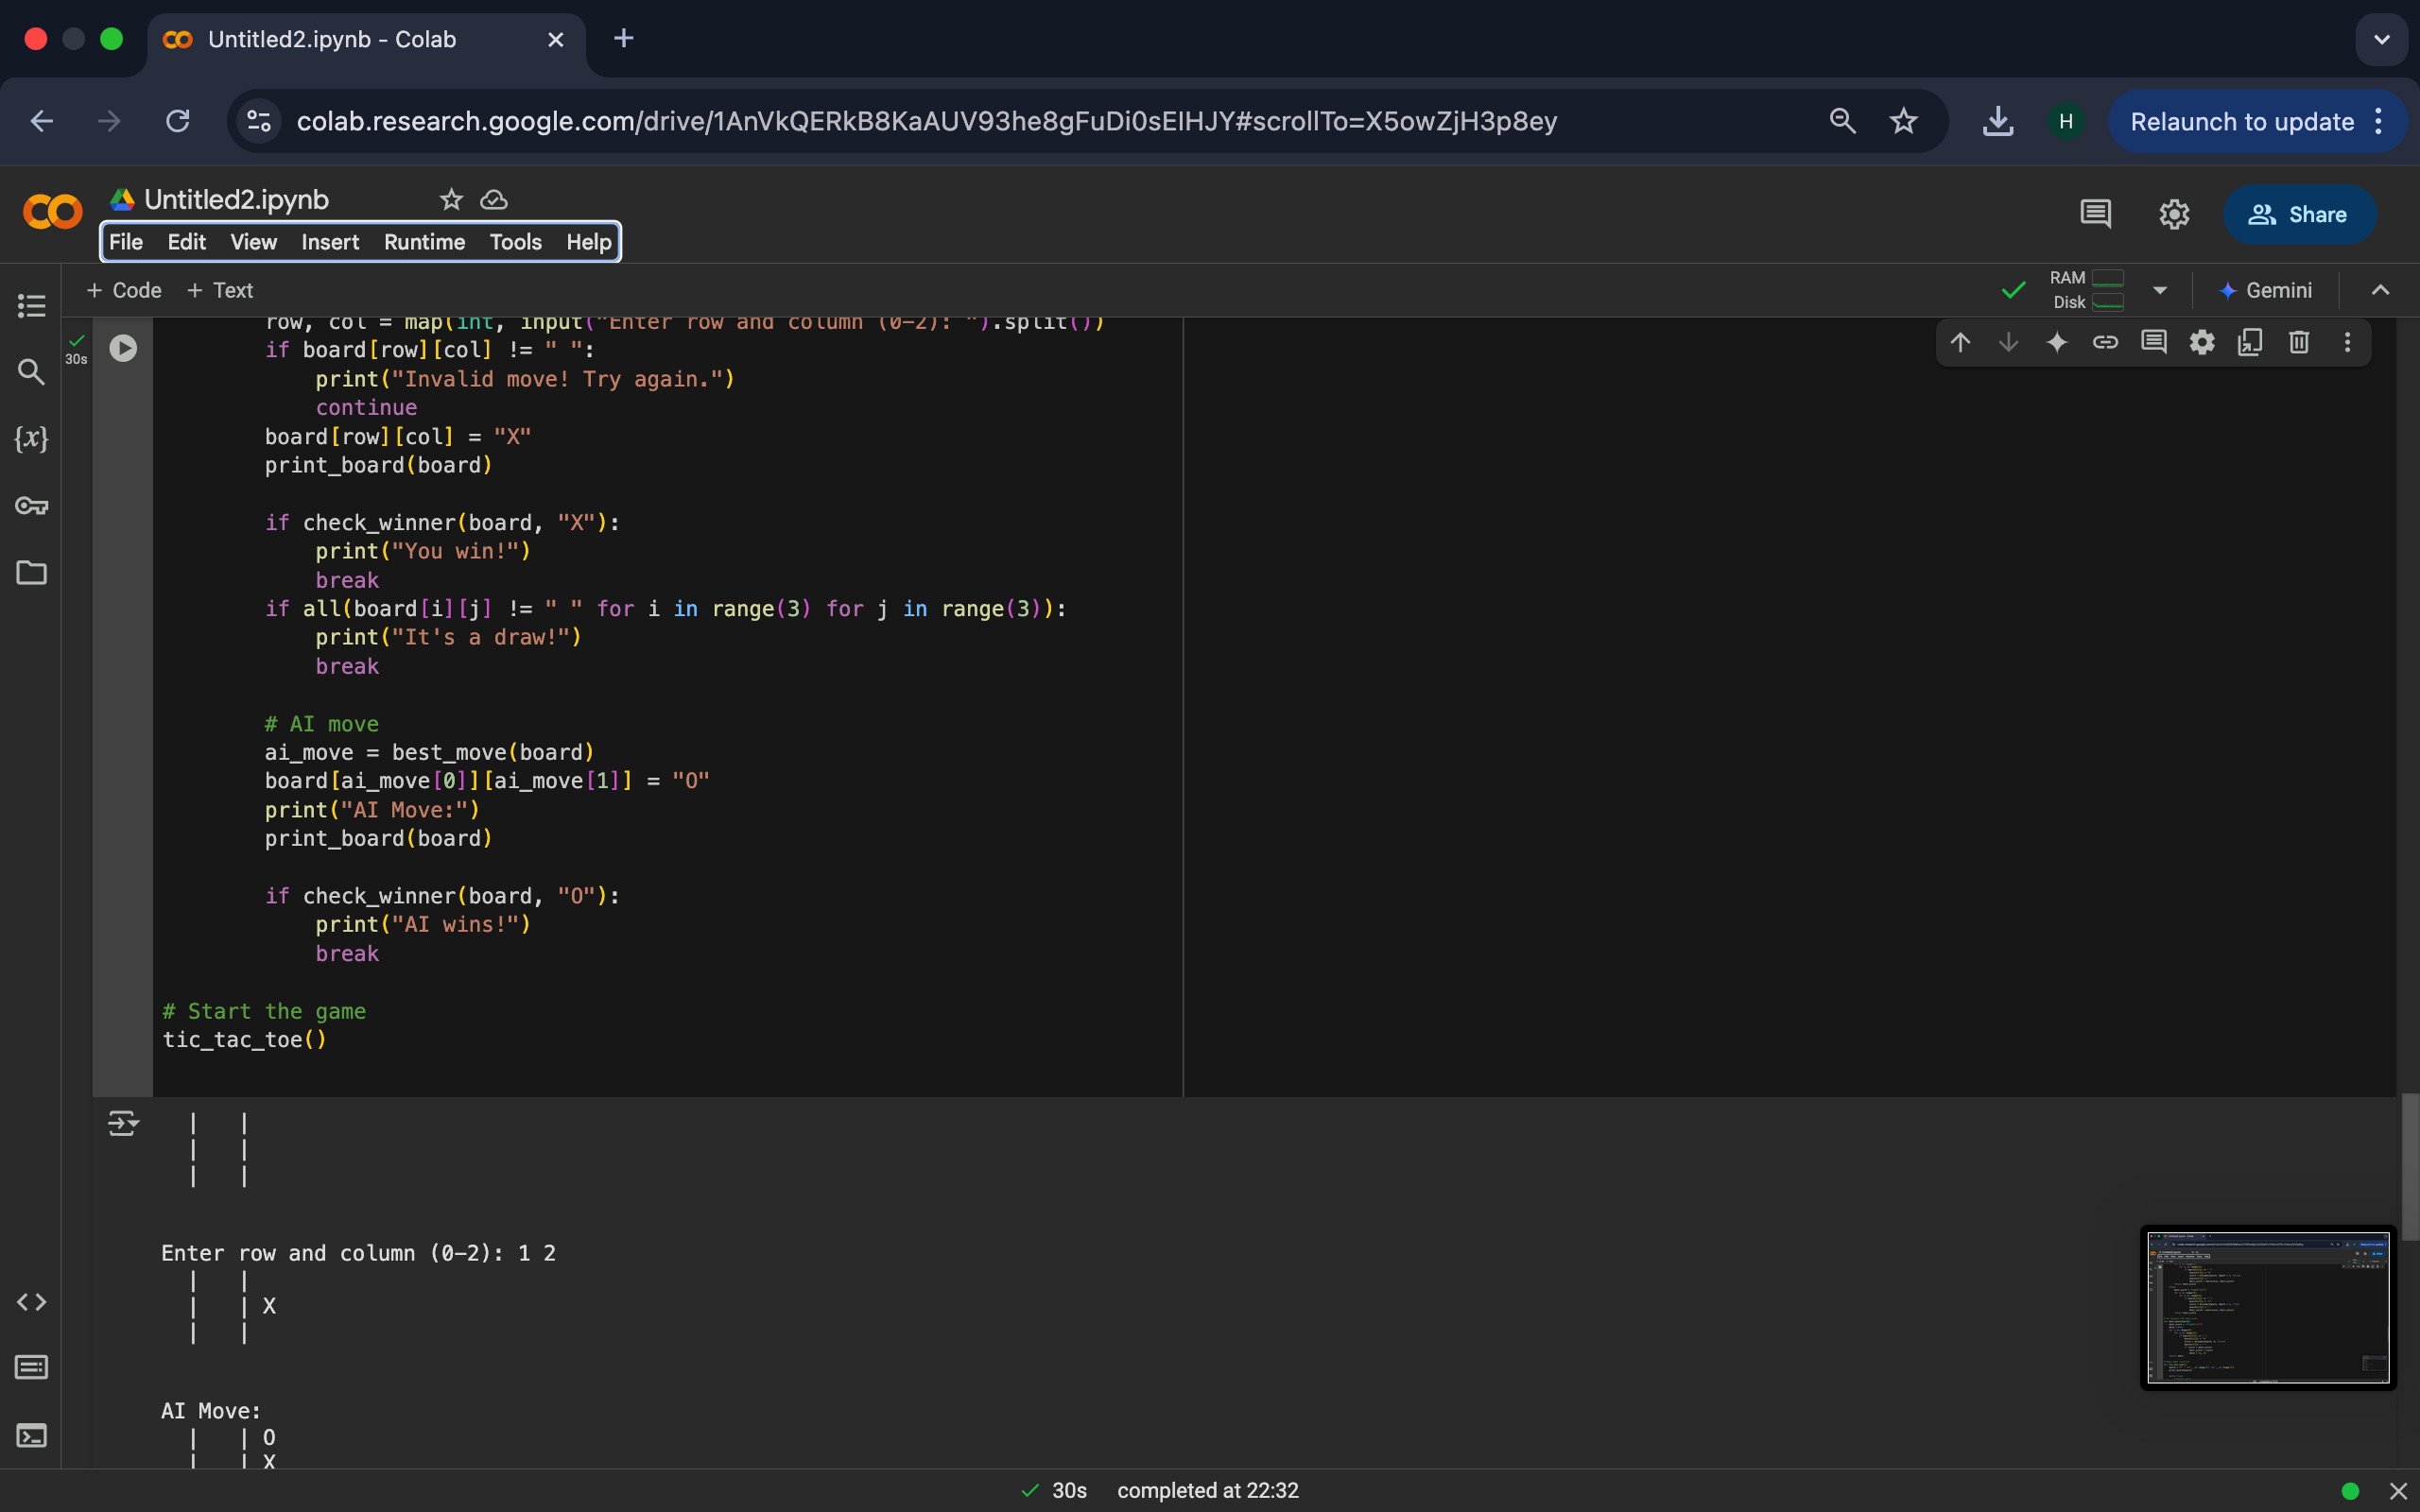 Untitled2.ipynb - Colab
colab.research.google.com/drive/1AnVkQERkB8KaAUV93he8gFuDi0sEIHJY#scrollTo=X5owZjH3p8ey
H
Relaunch to update
Untitled2.ipynb
File Edit View Insert Runtime Tools Help
Share
+ Code + Text
RAM
Disk
Gemini
30s
row, col = map(int, input("Enter row and column (0-2): ").split())
if board[row][col] != " ":
print("Invalid move! Try again.")
continue
board[row][col] = "X"
print_board(board)
if check_winner(board, "X"):
print("You win!")
break
if all(board[i][j] != " " for i in range(3) for j in range(3)):
print("It's a draw!")
break
# AI move
ai_move = best_move(board)
board[ai_move[0]][ai_move[1]] = "O"
print("AI Move:")
print_board(board)
if check_winner(board, "O"):
print("AI wins!")
break
# Start the game
tic_tac_toe()
| |
| |
| |
Enter row and column (0-2): 1 2
| |
| | X
| |
AI Move:
| | O
| | X
30s completed at 22:32